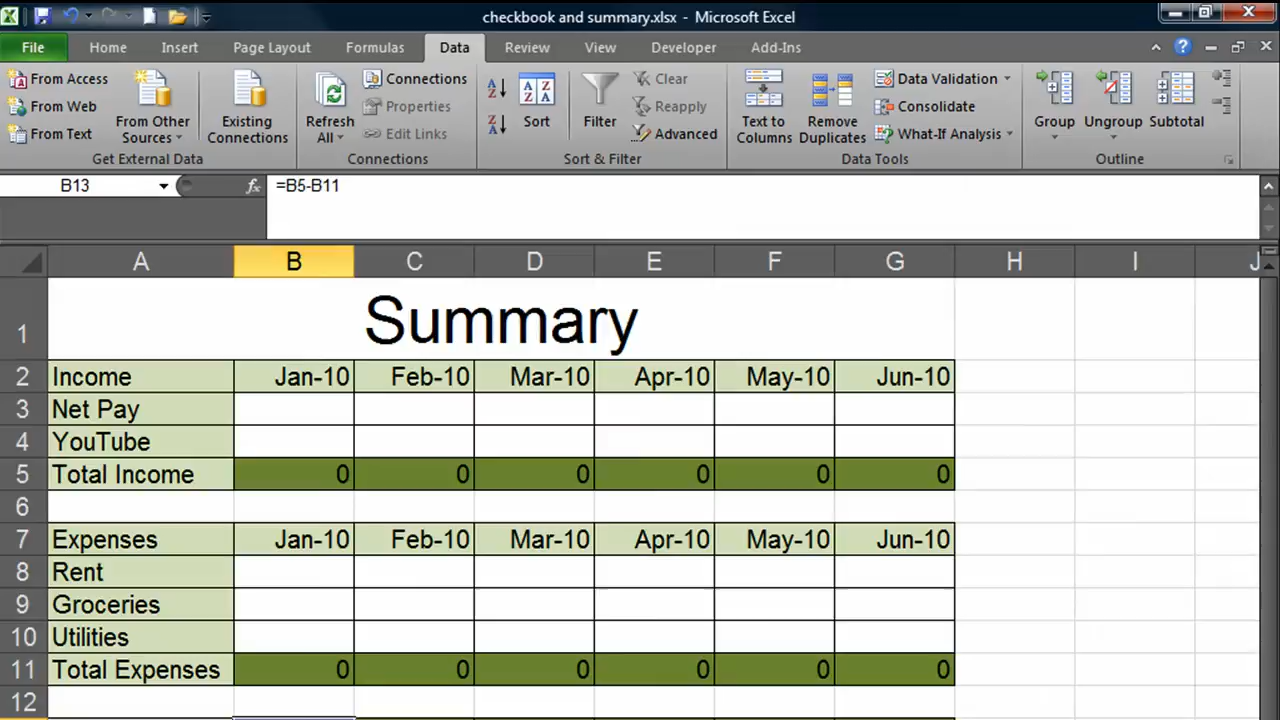 checkbook and summary.xlsx - Microsoft Excel
File Home Insert Page Layout Formulas Data Review View Developer Add-Ins
From Access
From Web
From Text
From Other Sources
Existing Connections
Get External Data
Refresh All
Connections
Properties
Edit Links
Connections
Sort
Filter
Clear
Reapply
Advanced
Sort & Filter
Text to Columns
Remove Duplicates
Data Validation
Consolidate
What-If Analysis
Data Tools
Group
Ungroup
Subtotal
Outline
B13 fx =B5-B11
A B C D E F G H I J
1 Summary
2 Income Jan-10 Feb-10 Mar-10 Apr-10 May-10 Jun-10
3 Net Pay
4 YouTube
5 Total Income 0 0 0 0 0 0
6
7 Expenses Jan-10 Feb-10 Mar-10 Apr-10 May-10 Jun-10
8 Rent
9 Groceries
10 Utilities
11 Total Expenses 0 0 0 0 0 0
12